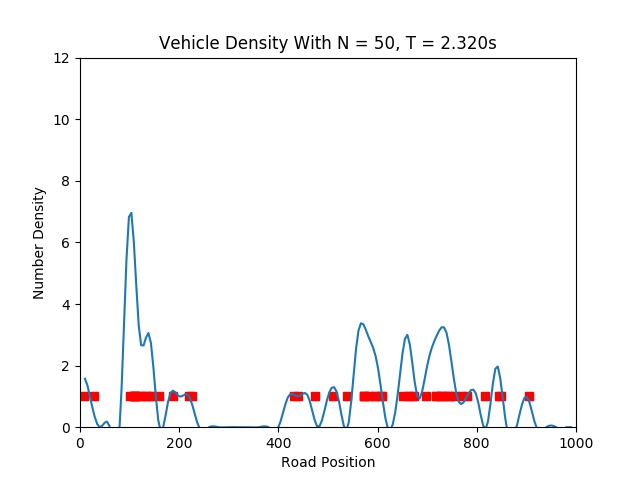 Vehicle Density With N = 50, T = 2.320s
12
10
8
6
4
2
0
Number Density
0 200 400 600 800 1000
Road Position